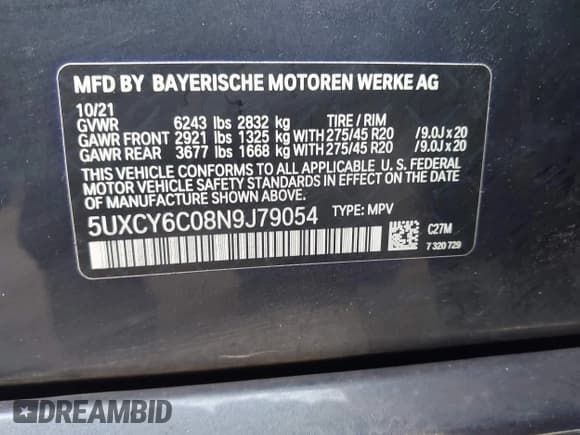 MFD BY BAYERISCHE MOTOREN WERKE AG
10/21
GVWR 6243 lbs 2832 kg TIRE / RIM
GAWR FRONT 2921 lbs 1325 kg WITH 275/45 R20 /9.0J x 20
GAWR REAR 3677 lbs 1668 kg WITH 275/45 R20 /9.0J x 20
THIS VEHICLE CONFORMS TO ALL APPLICABLE U. S. FEDERAL
MOTOR VEHICLE SAFETY STANDARDS IN EFFECT ON THE
DATE OF MANUFACTURE SHOWN ABOVE.
5UXCY6C08N9J79054 TYPE: MPV
C27M
7 320 729
DREAMBID